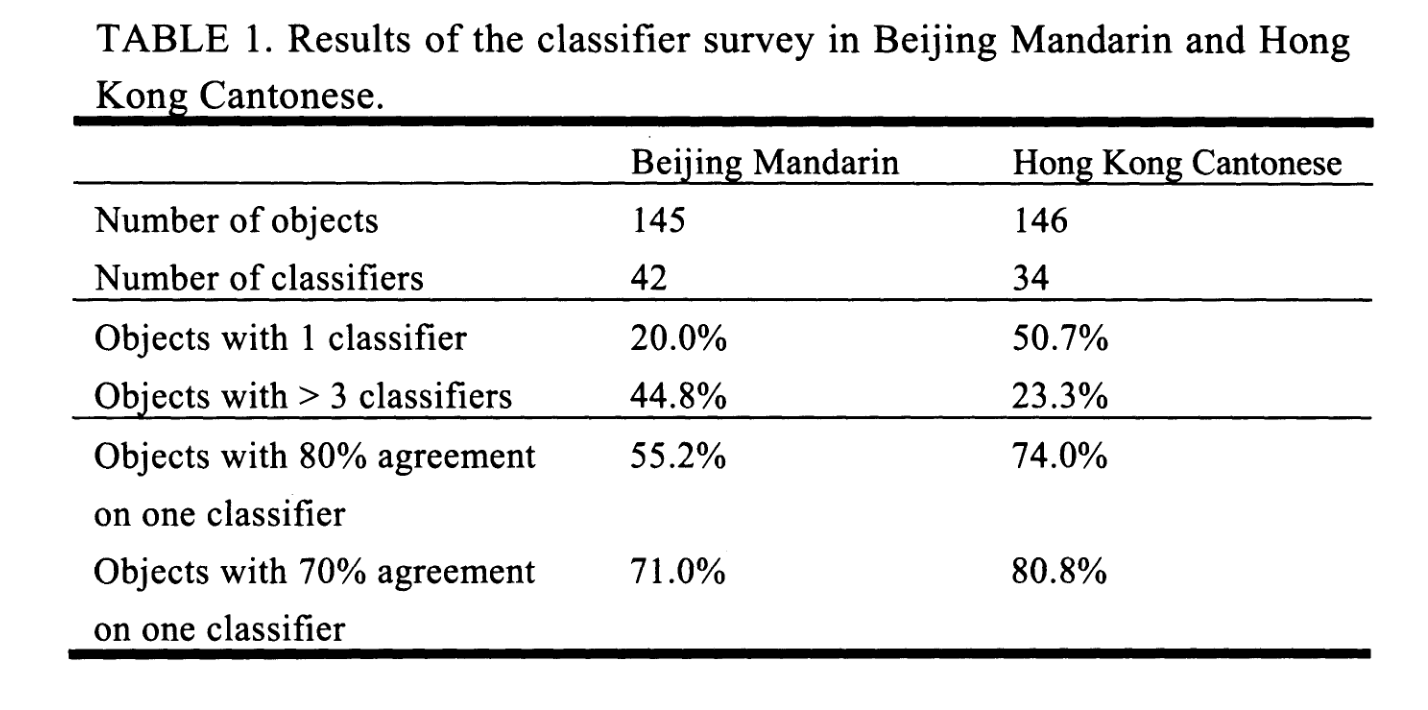 TABLE 1. Results of the classifier survey in Beijing Mandarin and Hong
Kong Cantonese.
Beijing Mandarin Hong Kong Cantonese
Number of objects 145 146
Number of classifiers 42 34
Objects with 1 classifier 20.0% 50.7%
Objects with > 3 classifiers 44.8% 23.3%
Objects with 80% agreement 55.2% 74.0%
on one classifier
Objects with 70% agreement 71.0% 80.8%
on one classifier